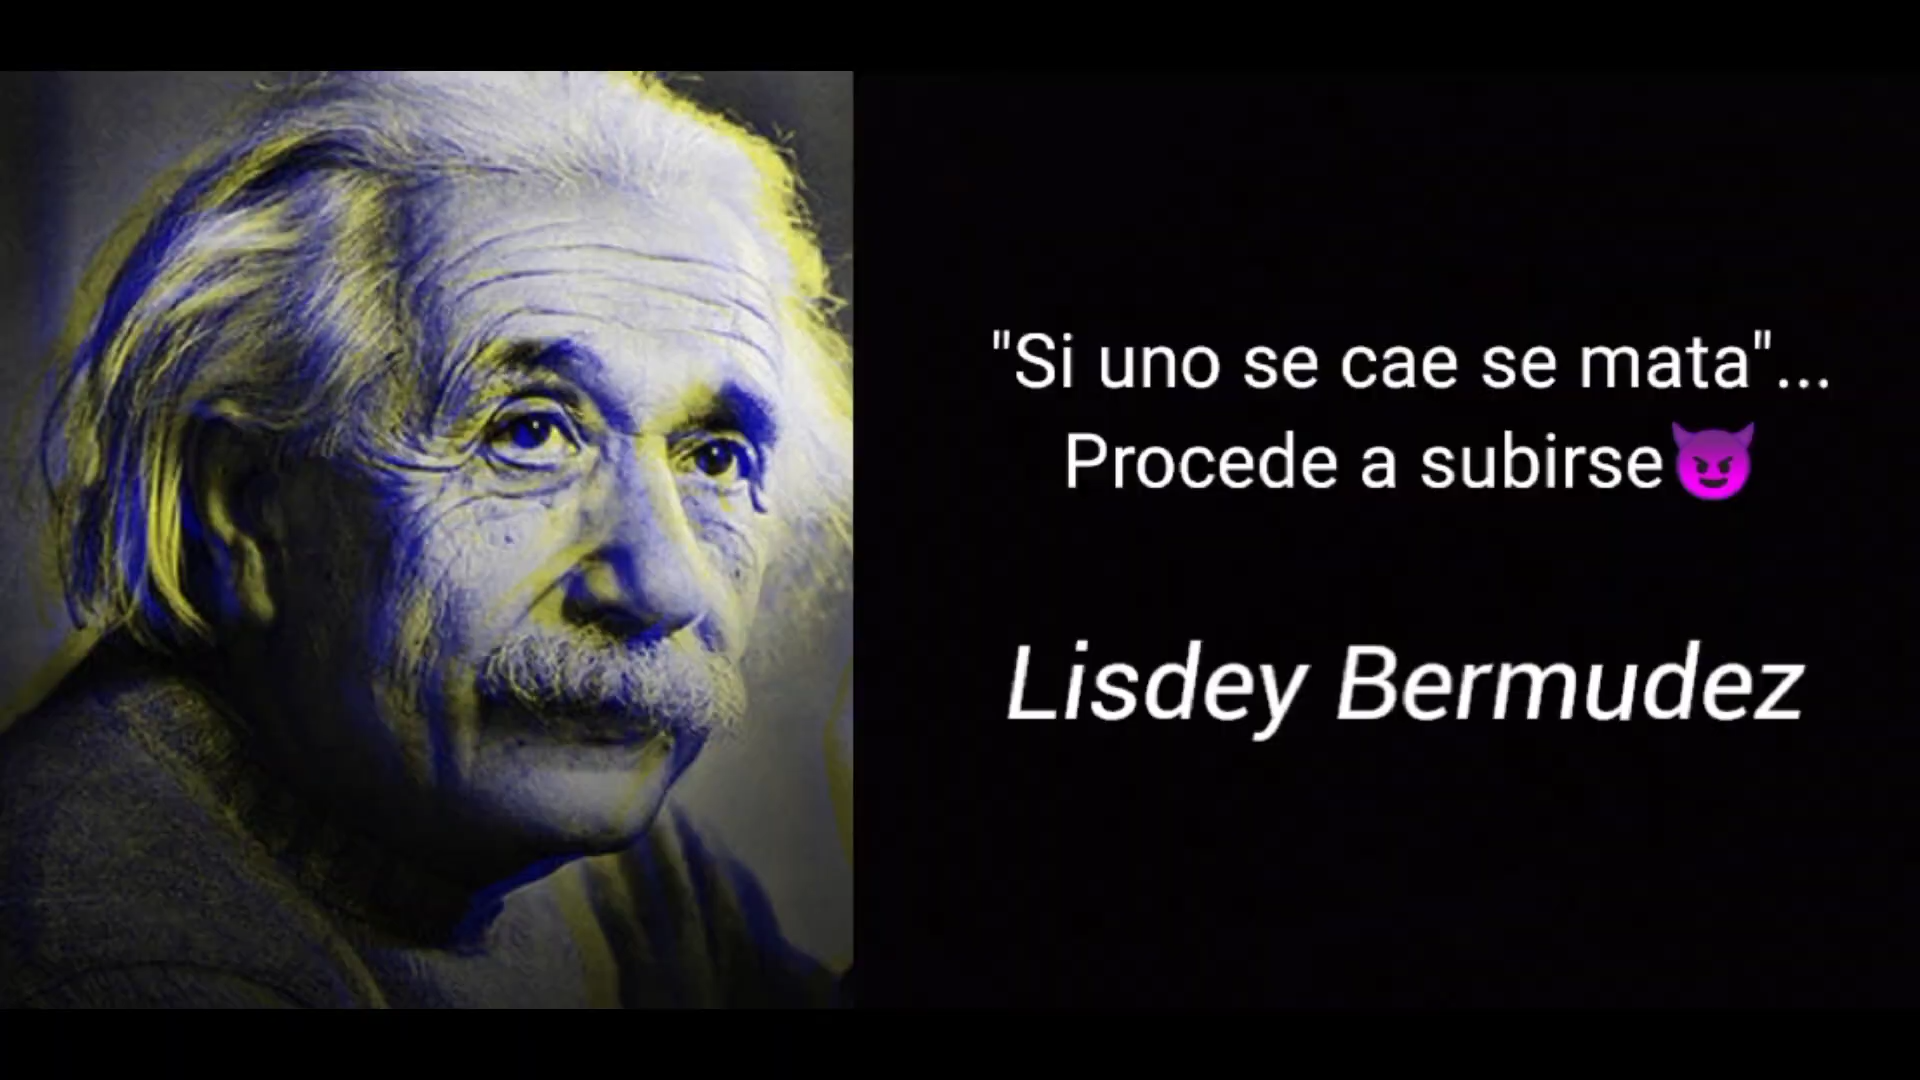 "Si uno se cae se mata"...
Procede a subirse😈
Lisdey Bermudez